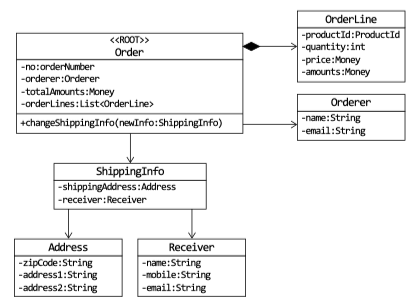 <<ROOT>>
Order
-no:orderNumber
-orderer:Orderer
-totalAmounts:Money
-orderLines:List<OrderLine>
+changeShippingInfo(newInfo:ShippingInfo)
OrderLine
-productId:ProductId
-quantity:int
-price:Money
-amounts:Money
Orderer
-name:String
-email:String
ShippingInfo
-shippingAddress:Address
-receiver:Receiver
Address
-zipCode:String
-address1:String
-address2:String
Receiver
-name:String
-mobile:String
-email:String